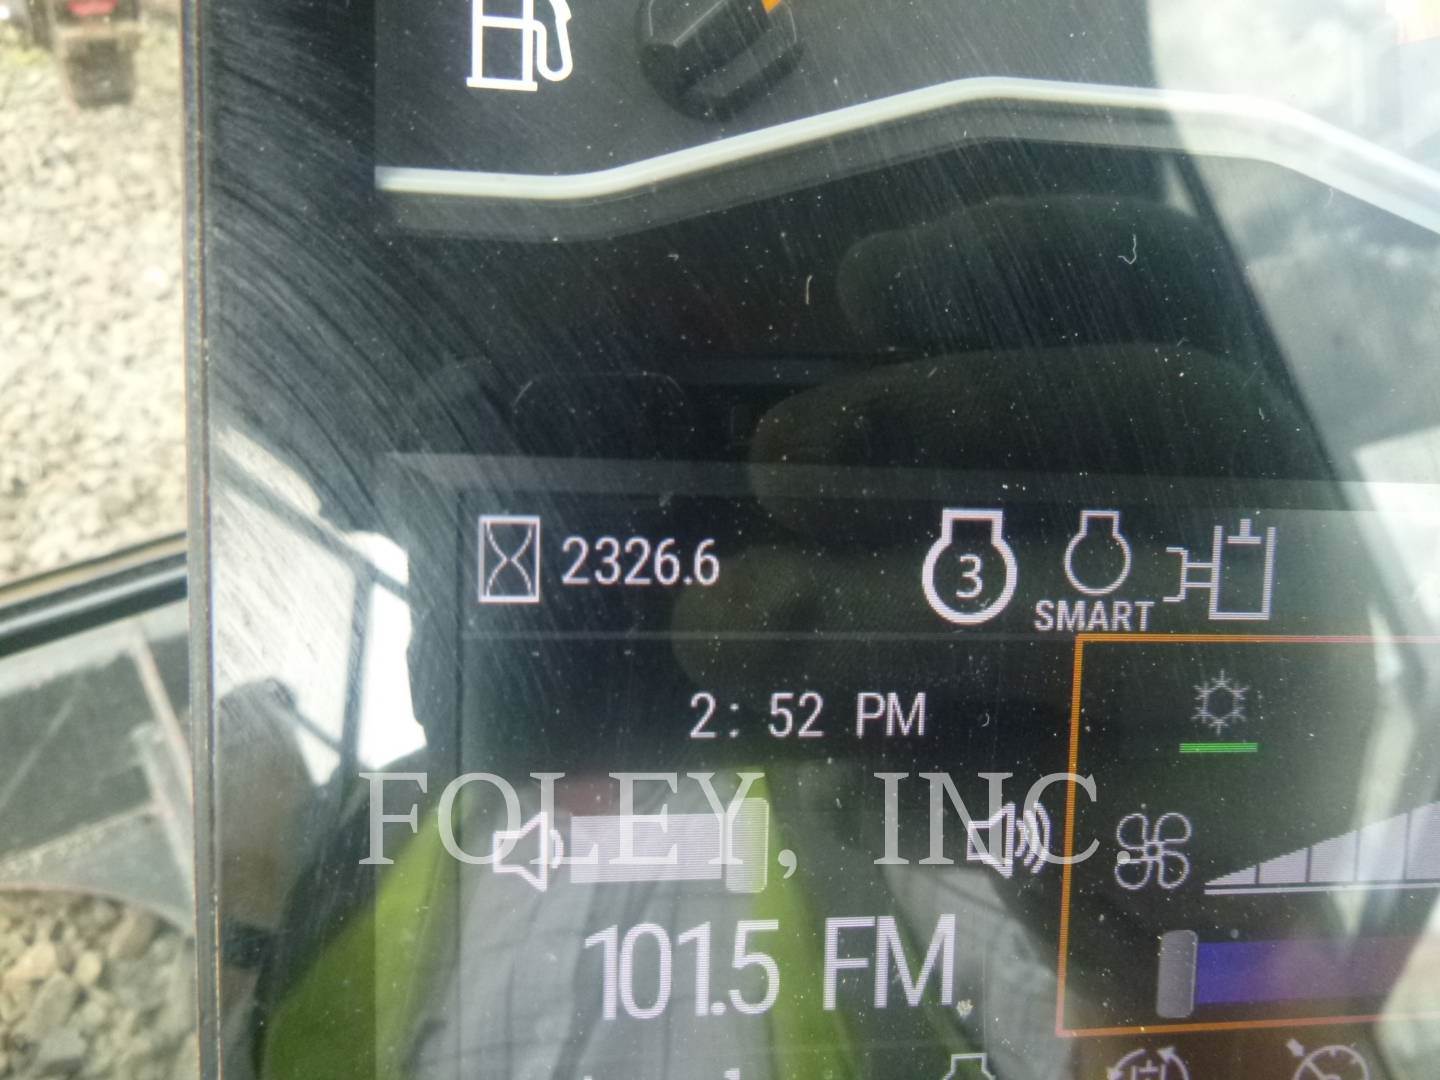 2326.6
3
SMART
2: 52 PM
FOLEY, INC.
101.5 FM